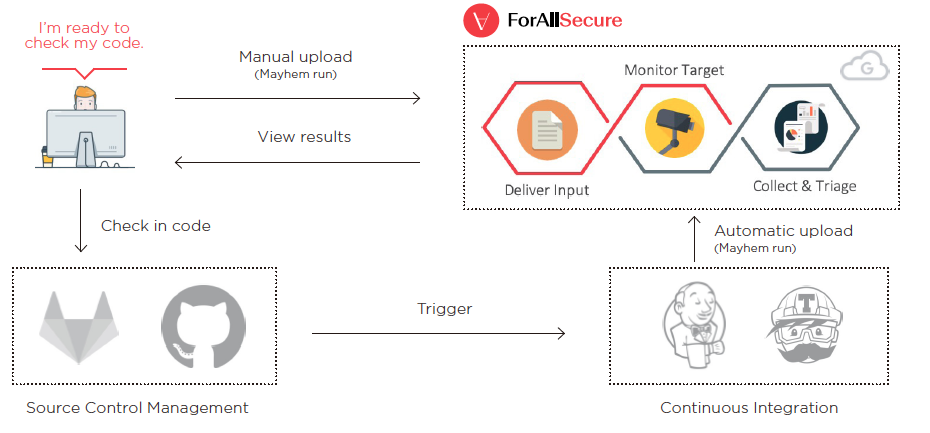 I'm ready to
check my code.
Manual upload
(Mayhem run)
View results
ForAllSecure
Monitor Target
G
Deliver Input
Collect & Triage
Check in code
Automatic upload
(Mayhem run)
Trigger
T
Source Control Management
Continuous Integration